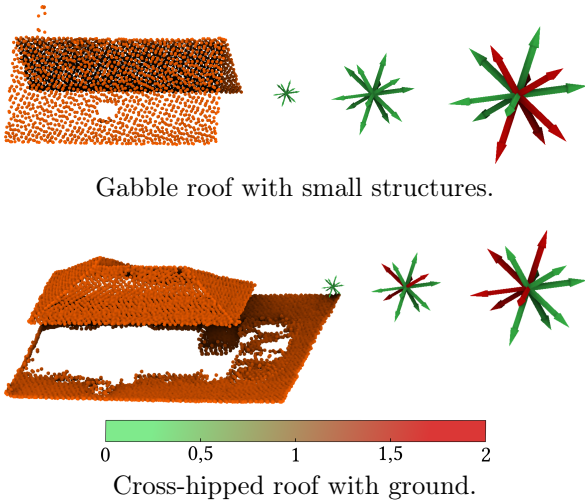 Gabble roof with small structures.
0 0,5 1 1,5 2
Cross-hipped roof with ground.